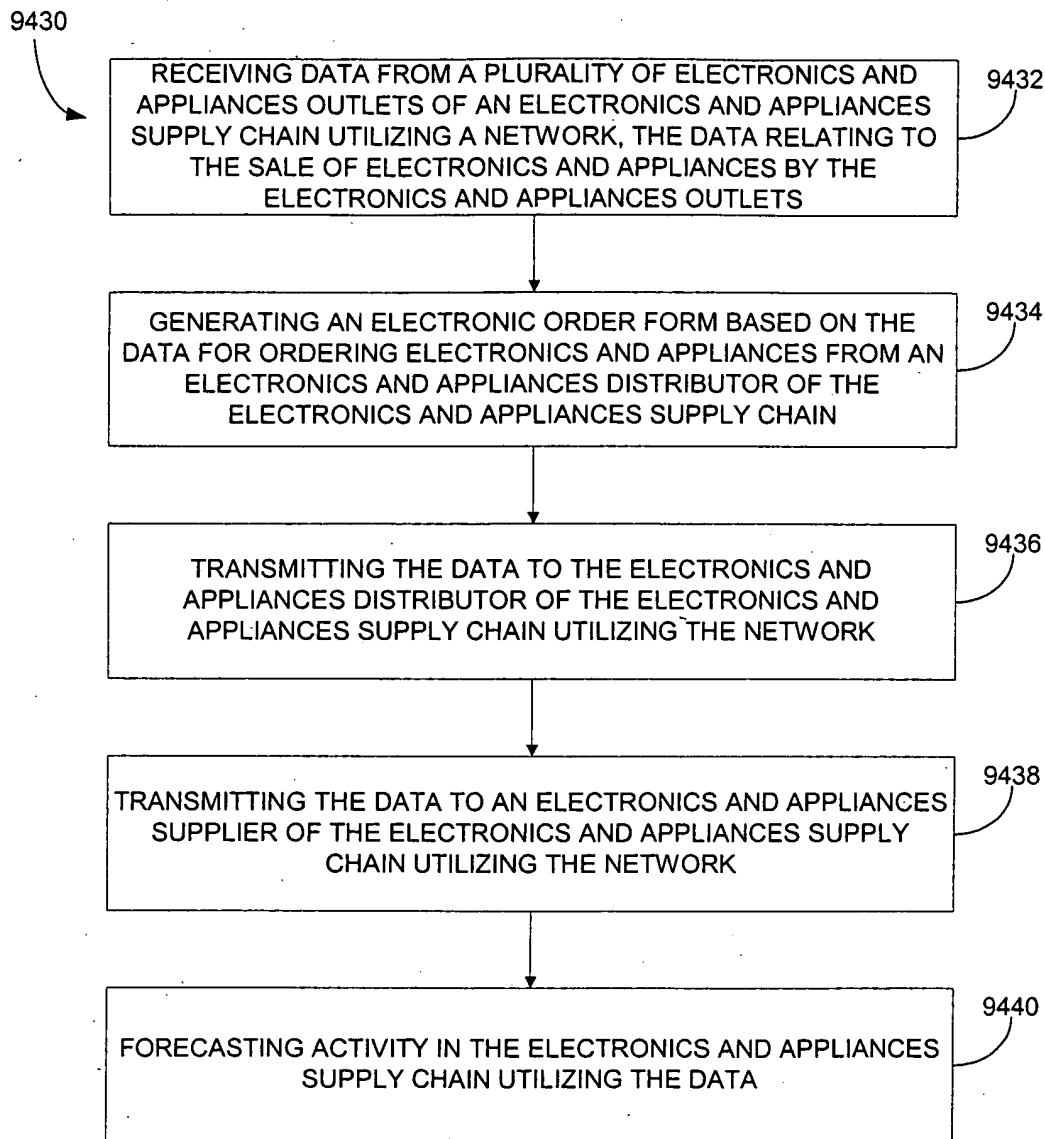 9430
RECEIVING DATA FROM A PLURALITY OF ELECTRONICS AND
APPLIANCES OUTLETS OF AN ELECTRONICS AND APPLIANCES
SUPPLY CHAIN UTILIZING A NETWORK, THE DATA RELATING TO
THE SALE OF ELECTRONICS AND APPLIANCES BY THE
ELECTRONICS AND APPLIANCES OUTLETS
9432
GENERATING AN ELECTRONIC ORDER FORM BASED ON THE
DATA FOR ORDERING ELECTRONICS AND APPLIANCES FROM AN
ELECTRONICS AND APPLIANCES DISTRIBUTOR OF THE
ELECTRONICS AND APPLIANCES SUPPLY CHAIN
9434
TRANSMITTING THE DATA TO THE ELECTRONICS AND
APPLIANCES DISTRIBUTOR OF THE ELECTRONICS AND
APPLIANCES SUPPLY CHAIN UTILIZING THE NETWORK
9436
TRANSMITTING THE DATA TO AN ELECTRONICS AND APPLIANCES
SUPPLIER OF THE ELECTRONICS AND APPLIANCES SUPPLY
CHAIN UTILIZING THE NETWORK
9438
FORECASTING ACTIVITY IN THE ELECTRONICS AND APPLIANCES
SUPPLY CHAIN UTILIZING THE DATA
9440